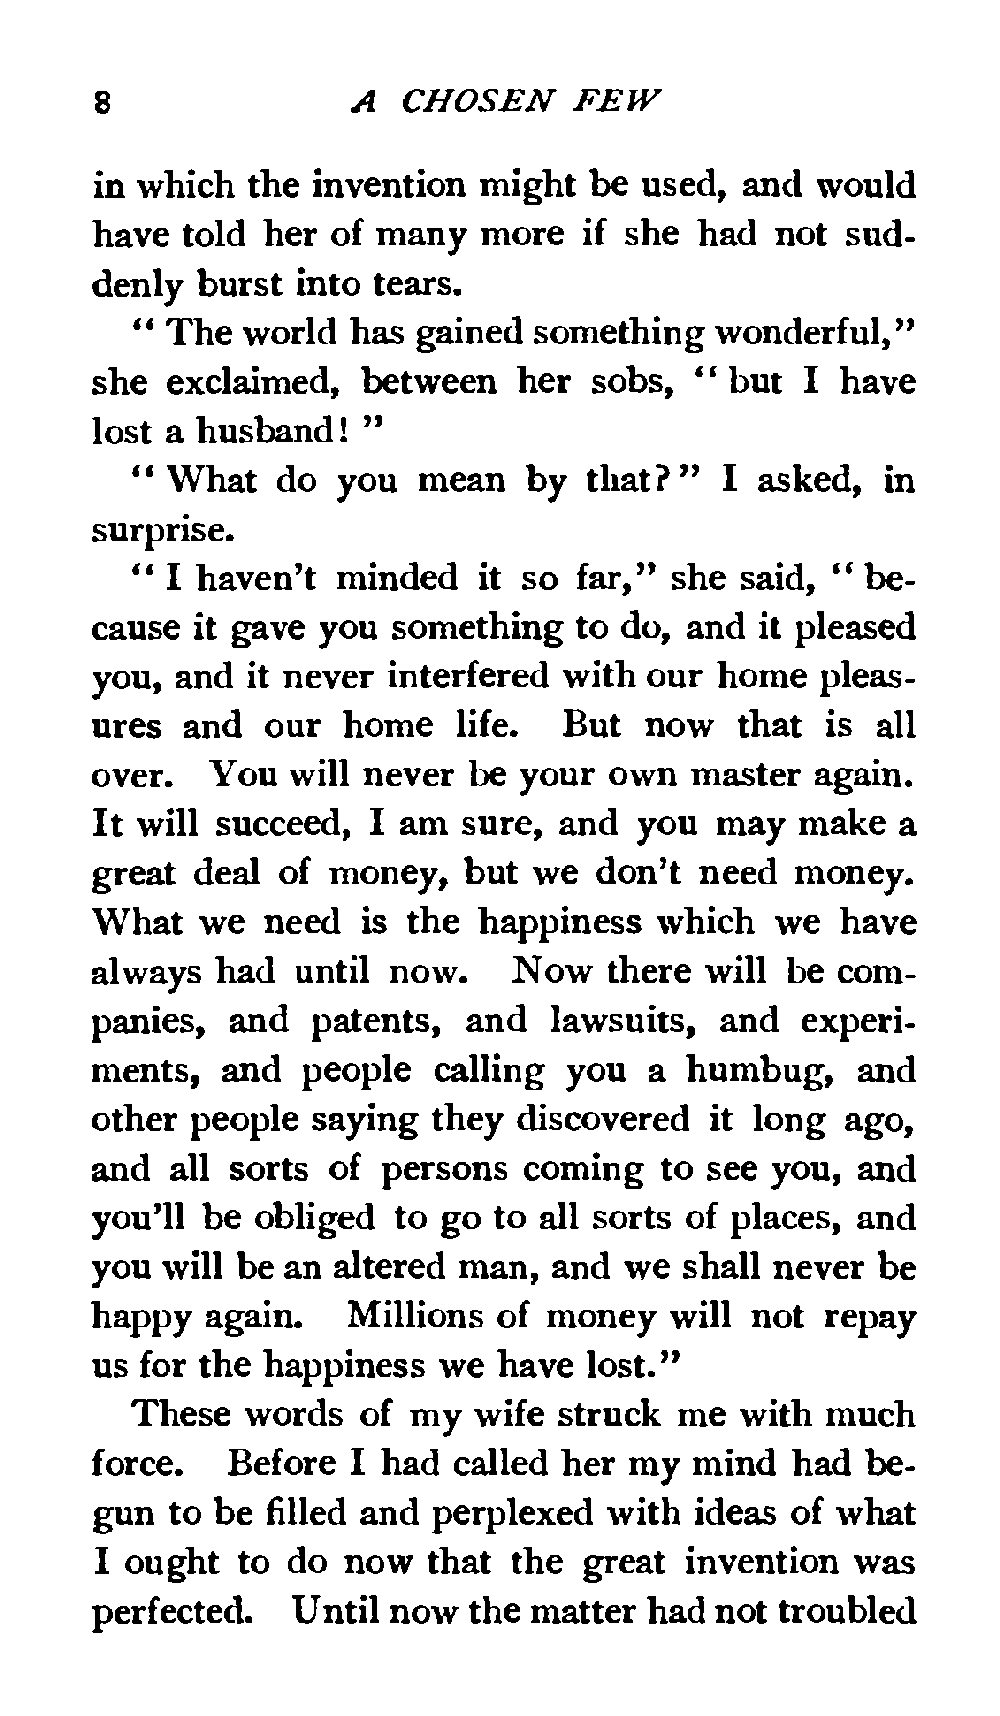 8 A CHOSEN FEW
in which the invention might be used, and would
have told her of many more if she had not sud-
denly burst into tears.
“ The world has gained something wonderful,”
she exclaimed, between her sobs, “ but I have
lost a husband! ”
“ What do you mean by that? ” I asked, in
surprise.
“ I haven’t minded it so far,” she said, “ be-
cause it gave you something to do, and it pleased
you, and it never interfered with our home pleas-
ures and our home life. But now that is all
over. You will never be your own master again.
It will succeed, I am sure, and you may make a
great deal of money, but we don’t need money.
What we need is the happiness which we have
always had until now. Now there will be com-
panies, and patents, and lawsuits, and experi-
ments, and people calling you a humbug, and
other people saying they discovered it long ago,
and all sorts of persons coming to see you, and
you’ll be obliged to go to all sorts of places, and
you will be an altered man, and we shall never be
happy again. Millions of money will not repay
us for the happiness we have lost.”
These words of my wife struck me with much
force. Before I had called her my mind had be-
gun to be filled and perplexed with ideas of what
I ought to do now that the great invention was
perfected. Until now the matter had not troubled